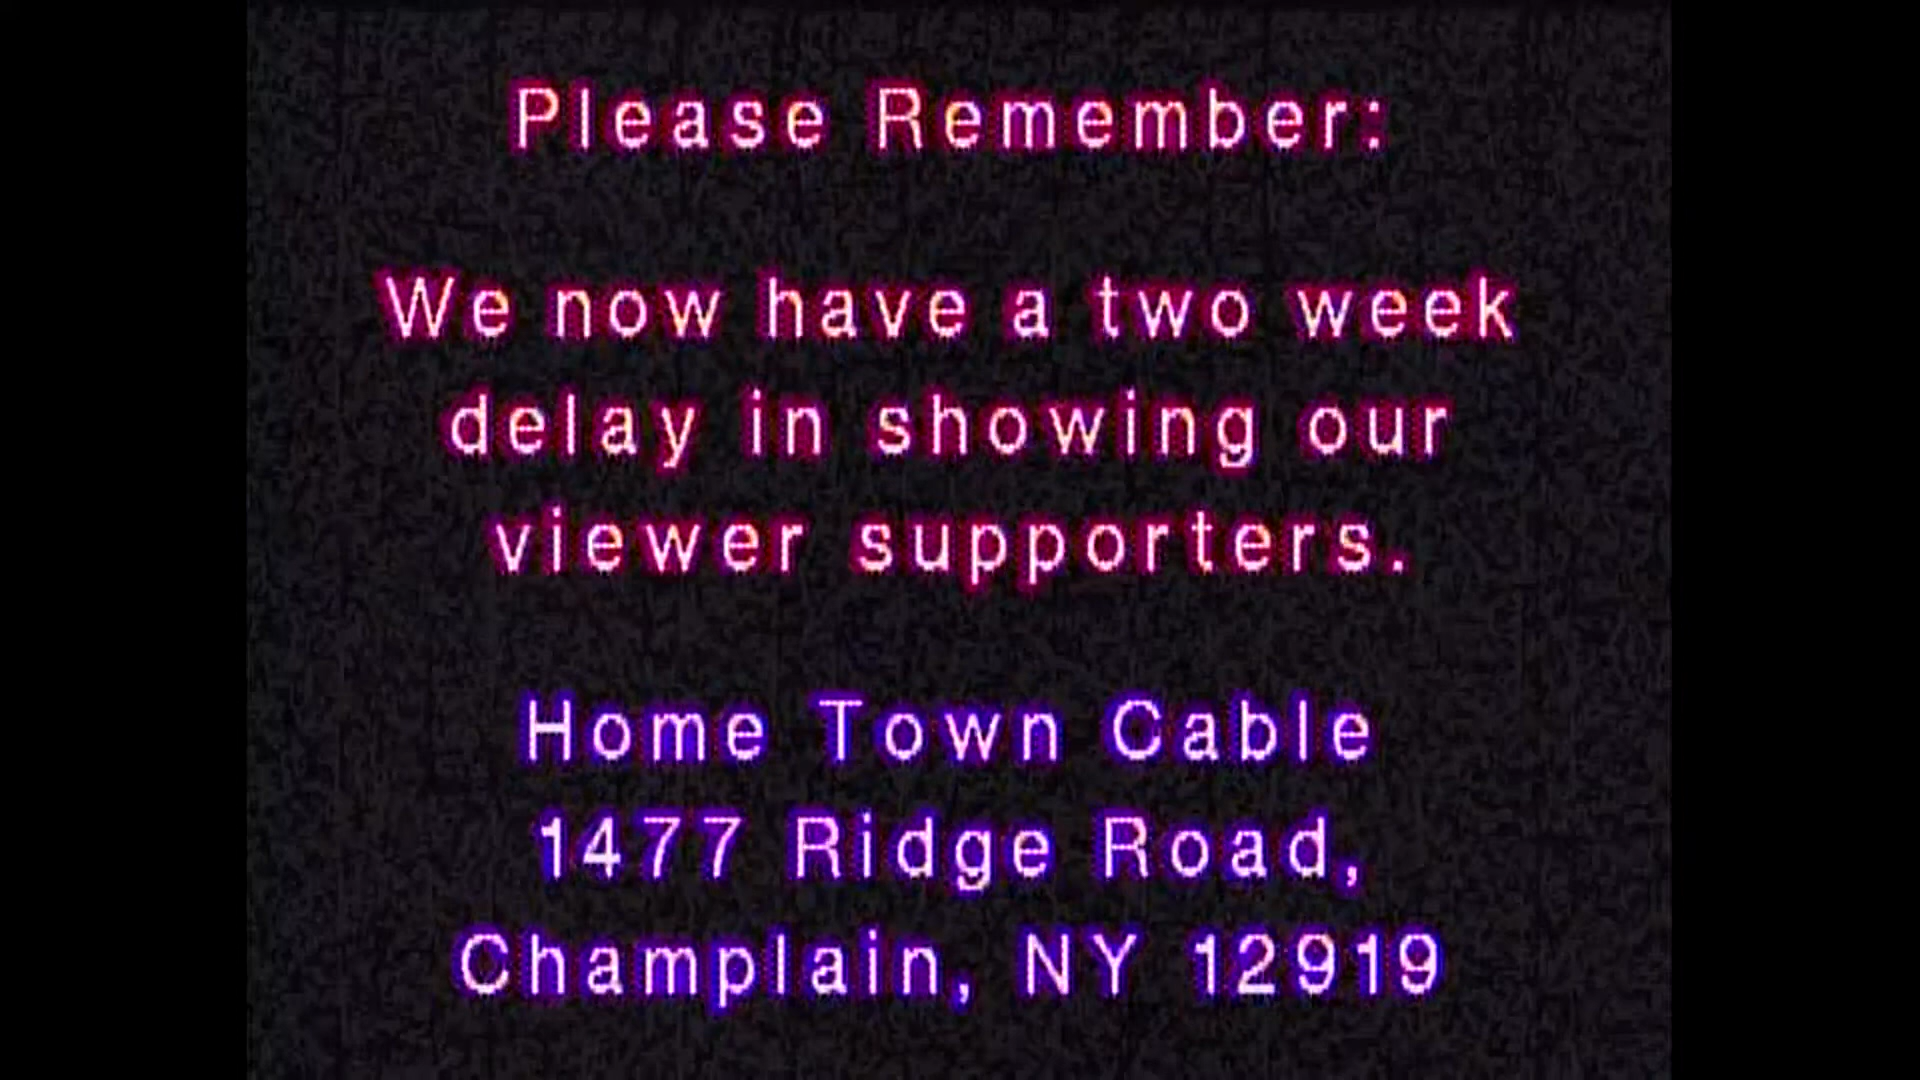 Please Remember:
We now have a two week
delay in showing our
viewer supporters.
Home Town Cable
1477 Ridge Road,
Champlain, NY 12919